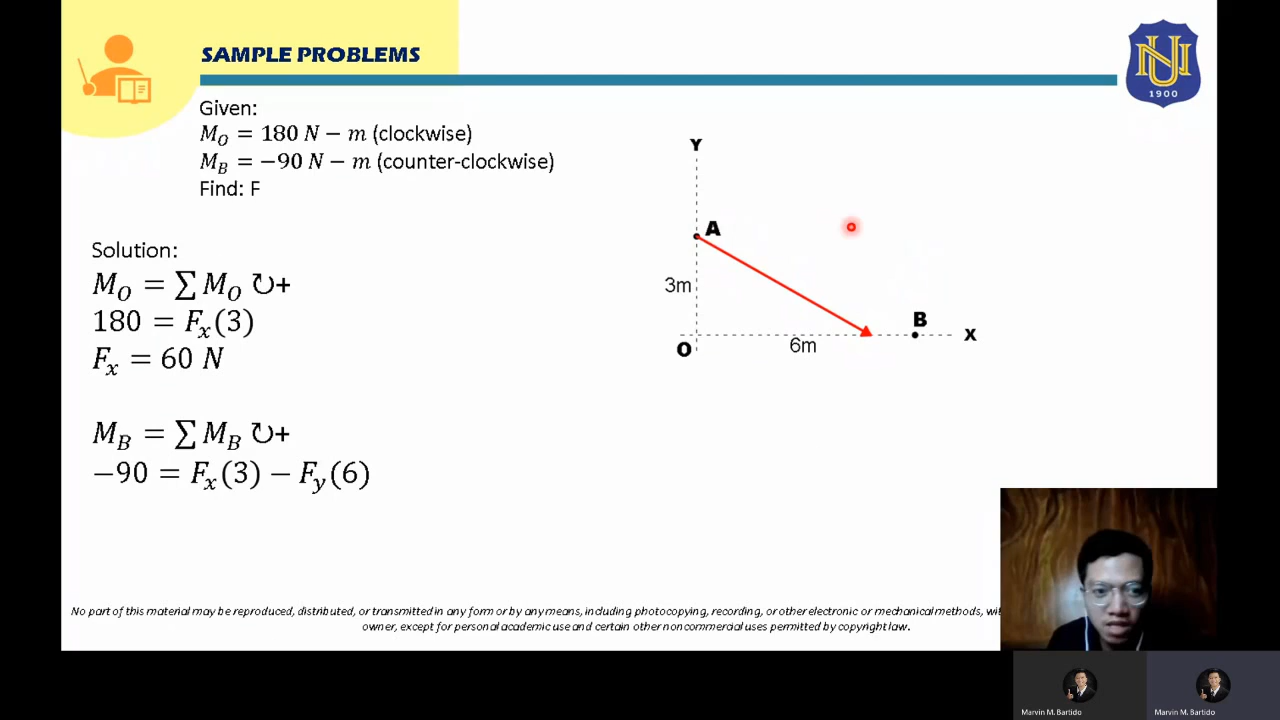 SAMPLE PROBLEMS
NU
1900
Given:
M_O = 180 N − m (clockwise)
M_B = −90 N − m (counter-clockwise)
Find: F
Solution:
M_O = ∑ M_O ↻+
180 = F_x(3)
F_x = 60 N
M_B = ∑ M_B ↻+
−90 = F_x(3) − F_y(6)
Y
A
3m
B
X
O
6m
No part of this material may be reproduced, distributed, or transmitted in any form or by any means, including photocopying, recording, or other electronic or mechanical methods, wi
owner, except for personal academic use and certain other noncommercial uses permitted by copyright law.
Marvin M. Bartido
Marvin M. Bartido